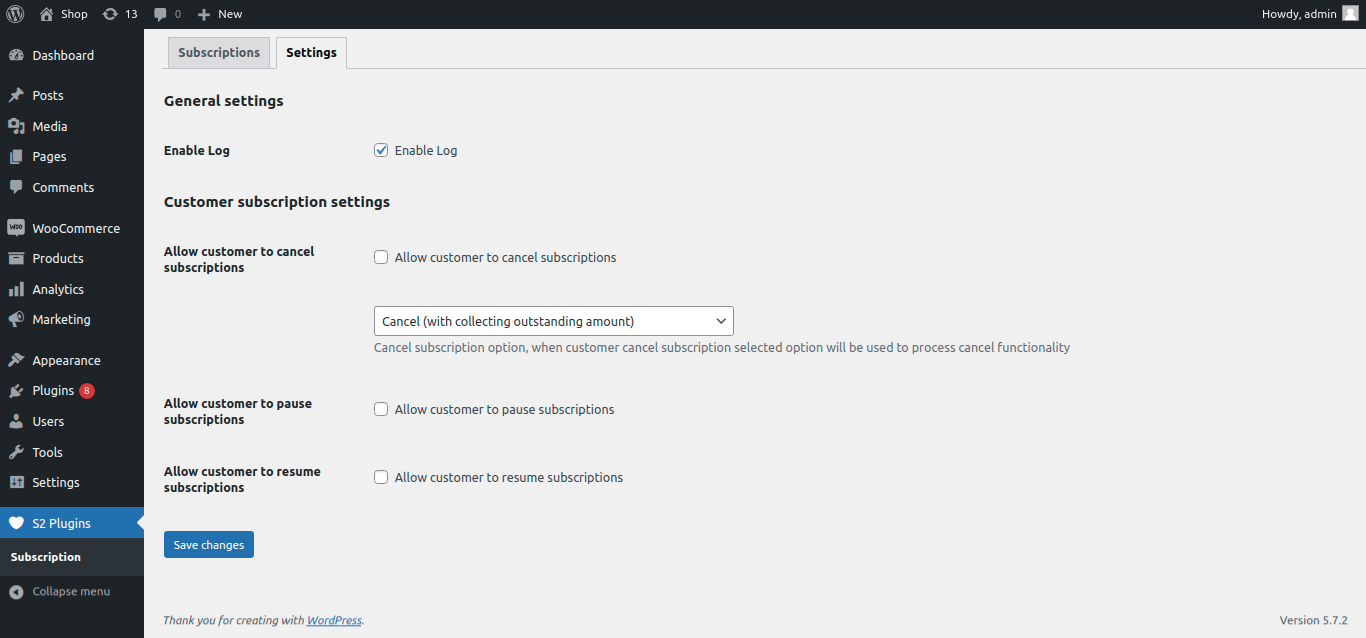 Shop 13 0 New Howdy, admin
Dashboard
Posts
Media
Pages
Comments
WooCommerce
Products
Analytics
Marketing
Appearance
Plugins 8
Users
Tools
Settings
S2 Plugins
Subscription
Collapse menu
Subscriptions Settings
General settings
Enable Log Enable Log
Customer subscription settings
Allow customer to cancel
subscriptions
Allow customer to cancel subscriptions
Cancel (with collecting outstanding amount)
Cancel subscription option, when customer cancel subscription selected option will be used to process cancel functionality
Allow customer to pause
subscriptions
Allow customer to pause subscriptions
Allow customer to resume
subscriptions
Allow customer to resume subscriptions
Save changes
Thank you for creating with WordPress. Version 5.7.2